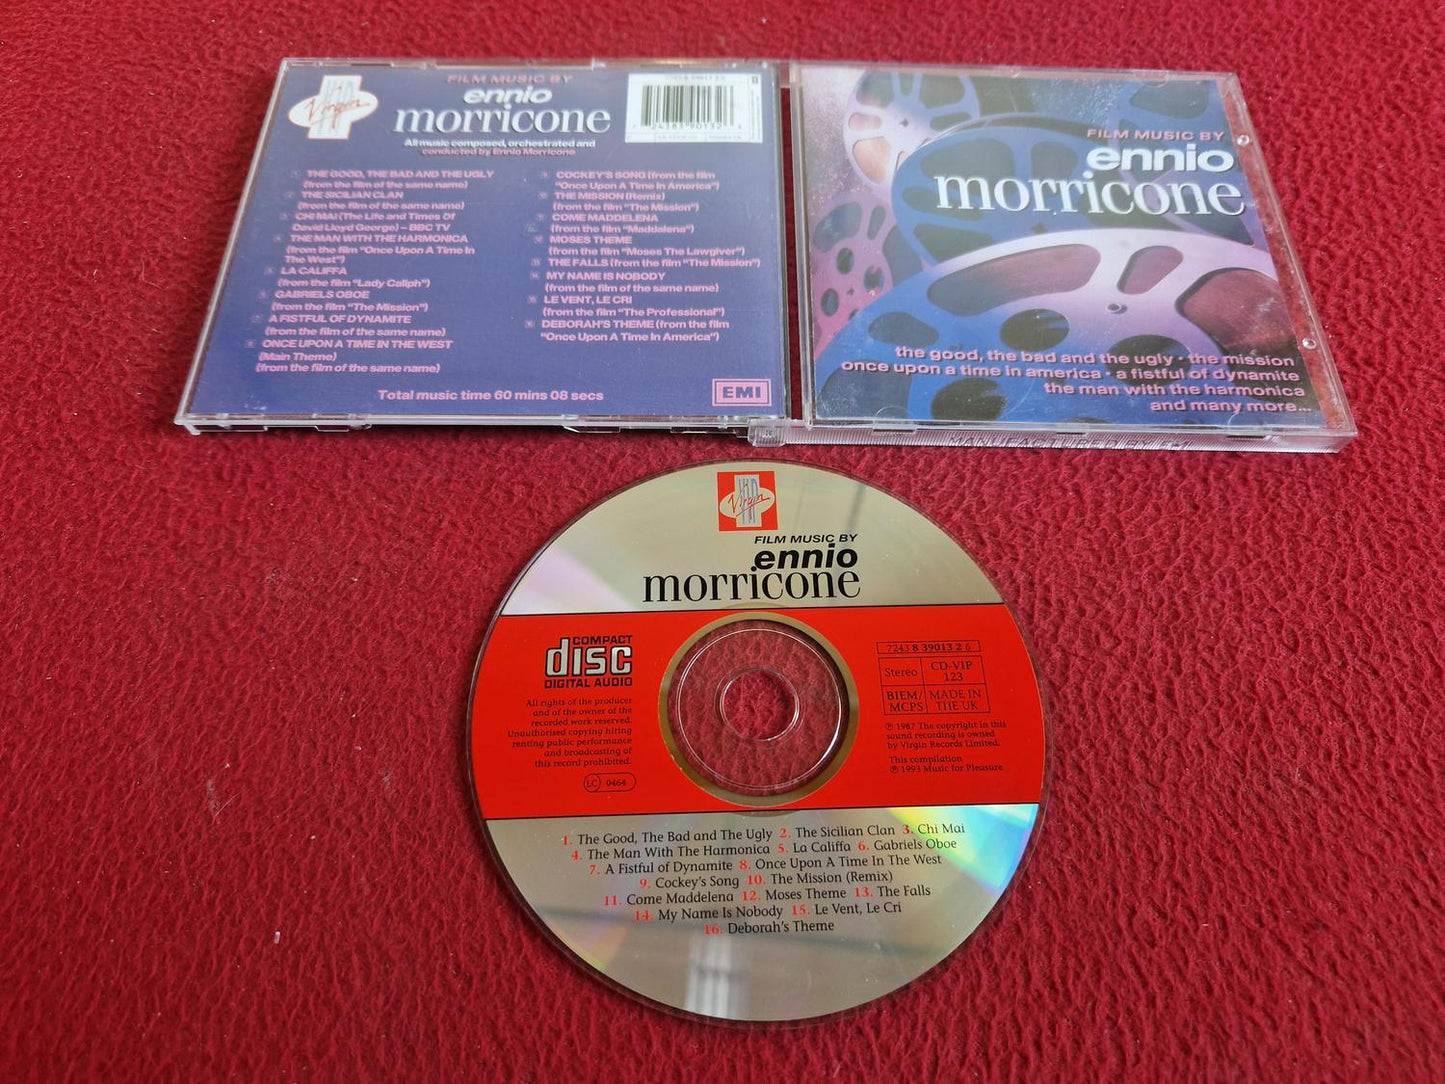 Virgin
FILM MUSIC BY
ennio
morricone
All music composed, orchestrated and
conducted by Ennio Morricone
1 THE GOOD, THE BAD AND THE UGLY
(from the film of the same name)
2 THE SICILIAN CLAN
(from the film of the same name)
3 CHI MAI (The Life and Times Of
David Lloyd George) – BBC TV
4 THE MAN WITH THE HARMONICA
(from the film "Once Upon A Time In
The West")
5 LA CALIFFA
(from the film "Lady Caliph")
6 GABRIELS OBOE
(from the film "The Mission")
7 A FISTFUL OF DYNAMITE
(from the film of the same name)
8 ONCE UPON A TIME IN THE WEST
(Main Theme)
(from the film of the same name)
9 COCKEY'S SONG (from the film
"Once Upon A Time In America")
10 THE MISSION (Remix)
(from the film "The Mission")
11 COME MADDELENA
(from the film "Maddalena")
12 MOSES THEME
(from the film "Moses The Lawgiver")
13 THE FALLS (from the film "The Mission")
14 MY NAME IS NOBODY
(from the film of the same name)
15 LE VENT, LE CRI
(from the film "The Professional")
16 DEBORAH'S THEME (from the film
"Once Upon A Time In America")
Total music time 60 mins 08 secs
EMI
7 24383 90132
FILM MUSIC BY
ennio
morricone
the good, the bad and the ugly • the mission
once upon a time in america • a fistful of dynamite
the man with the harmonica
and many more...
MANUFACTURED BY EMI
VIP
Virgin
FILM MUSIC BY
ennio
morricone
COMPACT
disc
DIGITAL AUDIO
All rights of the producer
and of the owner of the
recorded work reserved.
Unauthorised copying hiring
renting public performance
and broadcasting of
this record prohibited.
LC 0464
7243 8 39013 2 6
Stereo CD-VIP
123
BIEM/ MADE IN
MCPS THE UK
℗ 1987 The copyright in this
sound recording is owned
by Virgin Records Limited.
This compilation
℗ 1993 Music for Pleasure
1. The Good, The Bad and The Ugly 2. The Sicilian Clan 3. Chi Mai
4. The Man With The Harmonica 5. La Califfa 6. Gabriels Oboe
7. A Fistful of Dynamite 8. Once Upon A Time In The West
9. Cockey's Song 10. The Mission (Remix)
11. Come Maddelena 12. Moses Theme 13. The Falls
14. My Name Is Nobody 15. Le Vent, Le Cri
16. Deborah's Theme